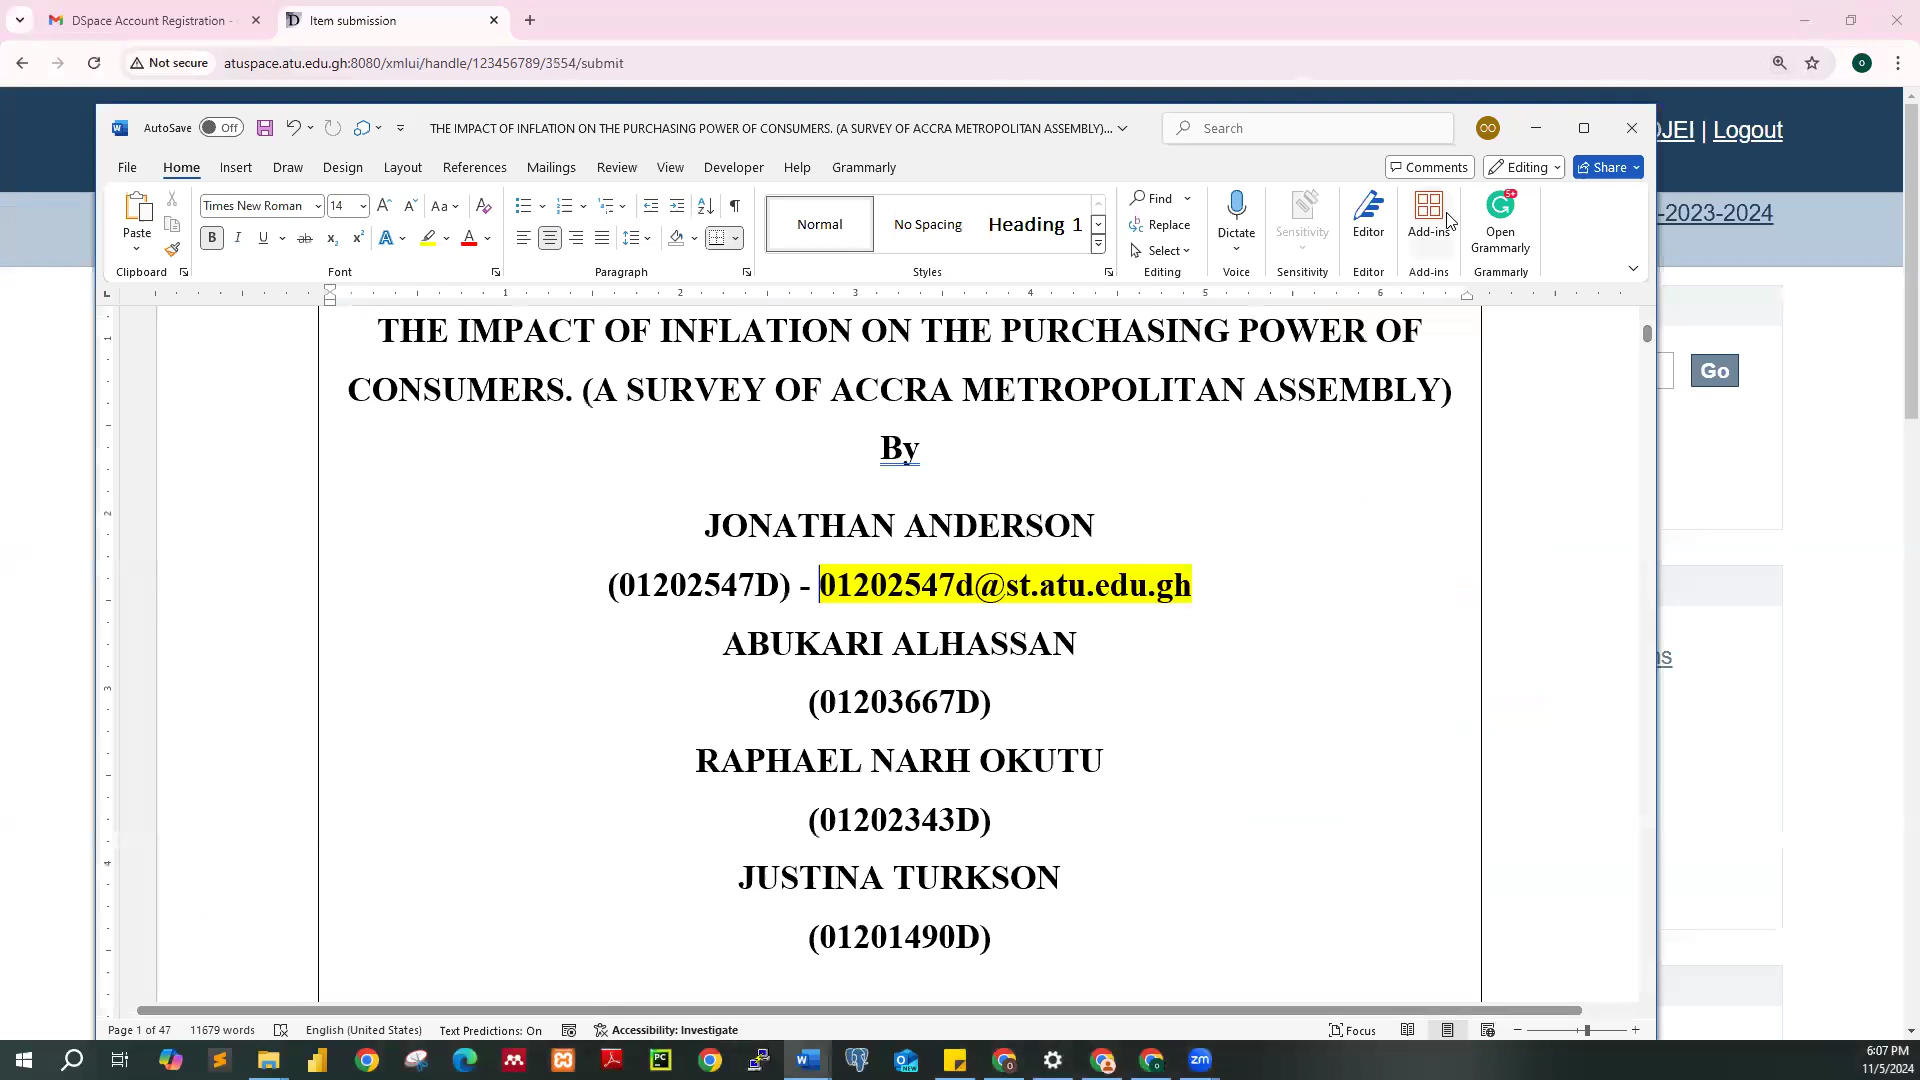 DSpace Account Registration -
Item submission
Not secure
atuspace.atu.edu.gh:8080/xmlui/handle/123456789/3554/submit
JEI | Logout
-2023-2024
Go
AutoSave
Off
THE IMPACT OF INFLATION ON THE PURCHASING POWER OF CONSUMERS. (A SURVEY OF ACCRA METROPOLITAN ASSEMBLY)...
Search
OO
File
Home
Insert
Draw
Design
Layout
References
Mailings
Review
View
Developer
Help
Grammarly
Comments
Editing
Share
Paste
Times New Roman
14
Normal
No Spacing
Heading 1
Find
Replace
Select
Dictate
Sensitivity
Editor
Add-ins
Open
Grammarly
Clipboard
Font
Paragraph
Styles
Editing
Voice
Sensitivity
Editor
Add-ins
Grammarly
THE IMPACT OF INFLATION ON THE PURCHASING POWER OF
CONSUMERS. (A SURVEY OF ACCRA METROPOLITAN ASSEMBLY)
By
JONATHAN ANDERSON
(01202547D) - 01202547d@st.atu.edu.gh
ABUKARI ALHASSAN
(01203667D)
RAPHAEL NARH OKUTU
(01202343D)
JUSTINA TURKSON
(01201490D)
Page 1 of 47
11679 words
English (United States)
Text Predictions: On
Accessibility: Investigate
Focus
6:07 PM
11/5/2024